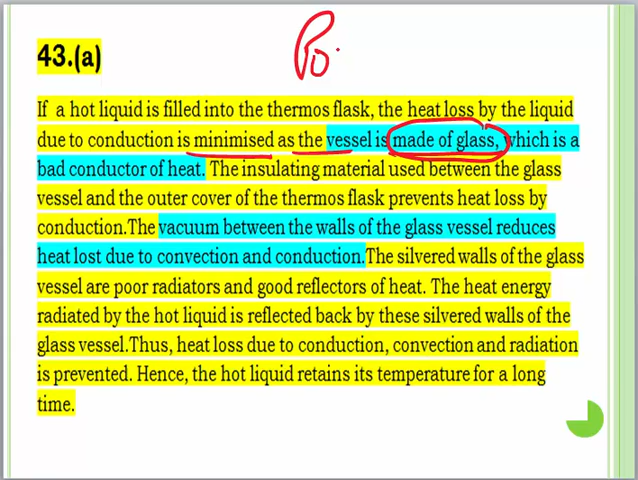 43.(a)
If a hot liquid is filled into the thermos flask, the heat loss by the liquid
due to conduction is minimised as the vessel is made of glass, which is a
bad conductor of heat. The insulating material used between the glass
vessel and the outer cover of the thermos flask prevents heat loss by
conduction.The vacuum between the walls of the glass vessel reduces
heat lost due to convection and conduction.The silvered walls of the glass
vessel are poor radiators and good reflectors of heat. The heat energy
radiated by the hot liquid is reflected back by these silvered walls of the
glass vessel.Thus, heat loss due to conduction, convection and radiation
is prevented. Hence, the hot liquid retains its temperature for a long
time.